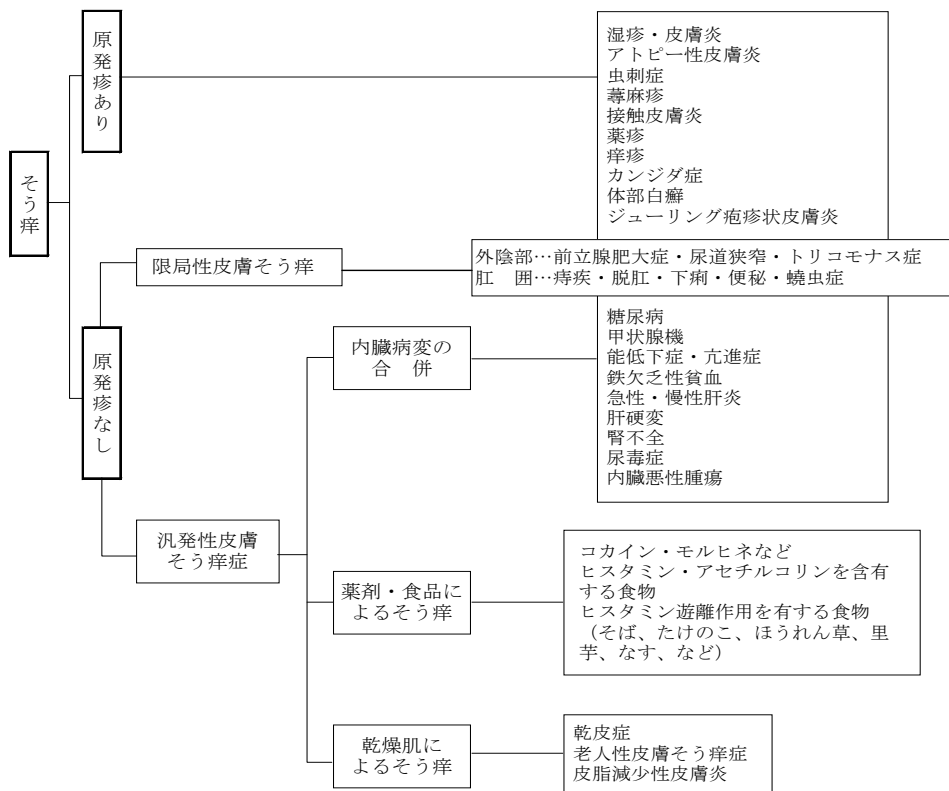 そう痒
原発疹あり
湿疹・皮膚炎
アトピー性皮膚炎
虫刺症
蕁麻疹
接触皮膚炎
薬疹
痒疹
カンジダ症
体部白癬
ジューリング疱疹状皮膚炎
原発疹なし
限局性皮膚そう痒
外陰部…前立腺肥大症・尿道狭窄・トリコモナス症
肛　囲…痔疾・脱肛・下痢・便秘・蟯虫症
汎発性皮膚
そう痒症
内臓病変の
合　併
糖尿病
甲状腺機
能低下症・亢進症
鉄欠乏性貧血
急性・慢性肝炎
肝硬変
腎不全
尿毒症
内臓悪性腫瘍
薬剤・食品に
よるそう痒
コカイン・モルヒネなど
ヒスタミン・アセチルコリンを含有
する食物
ヒスタミン遊離作用を有する食物
（そば、たけのこ、ほうれん草、里
芋、なす、など）
乾燥肌に
よるそう痒
乾皮症
老人性皮膚そう痒症
皮脂減少性皮膚炎